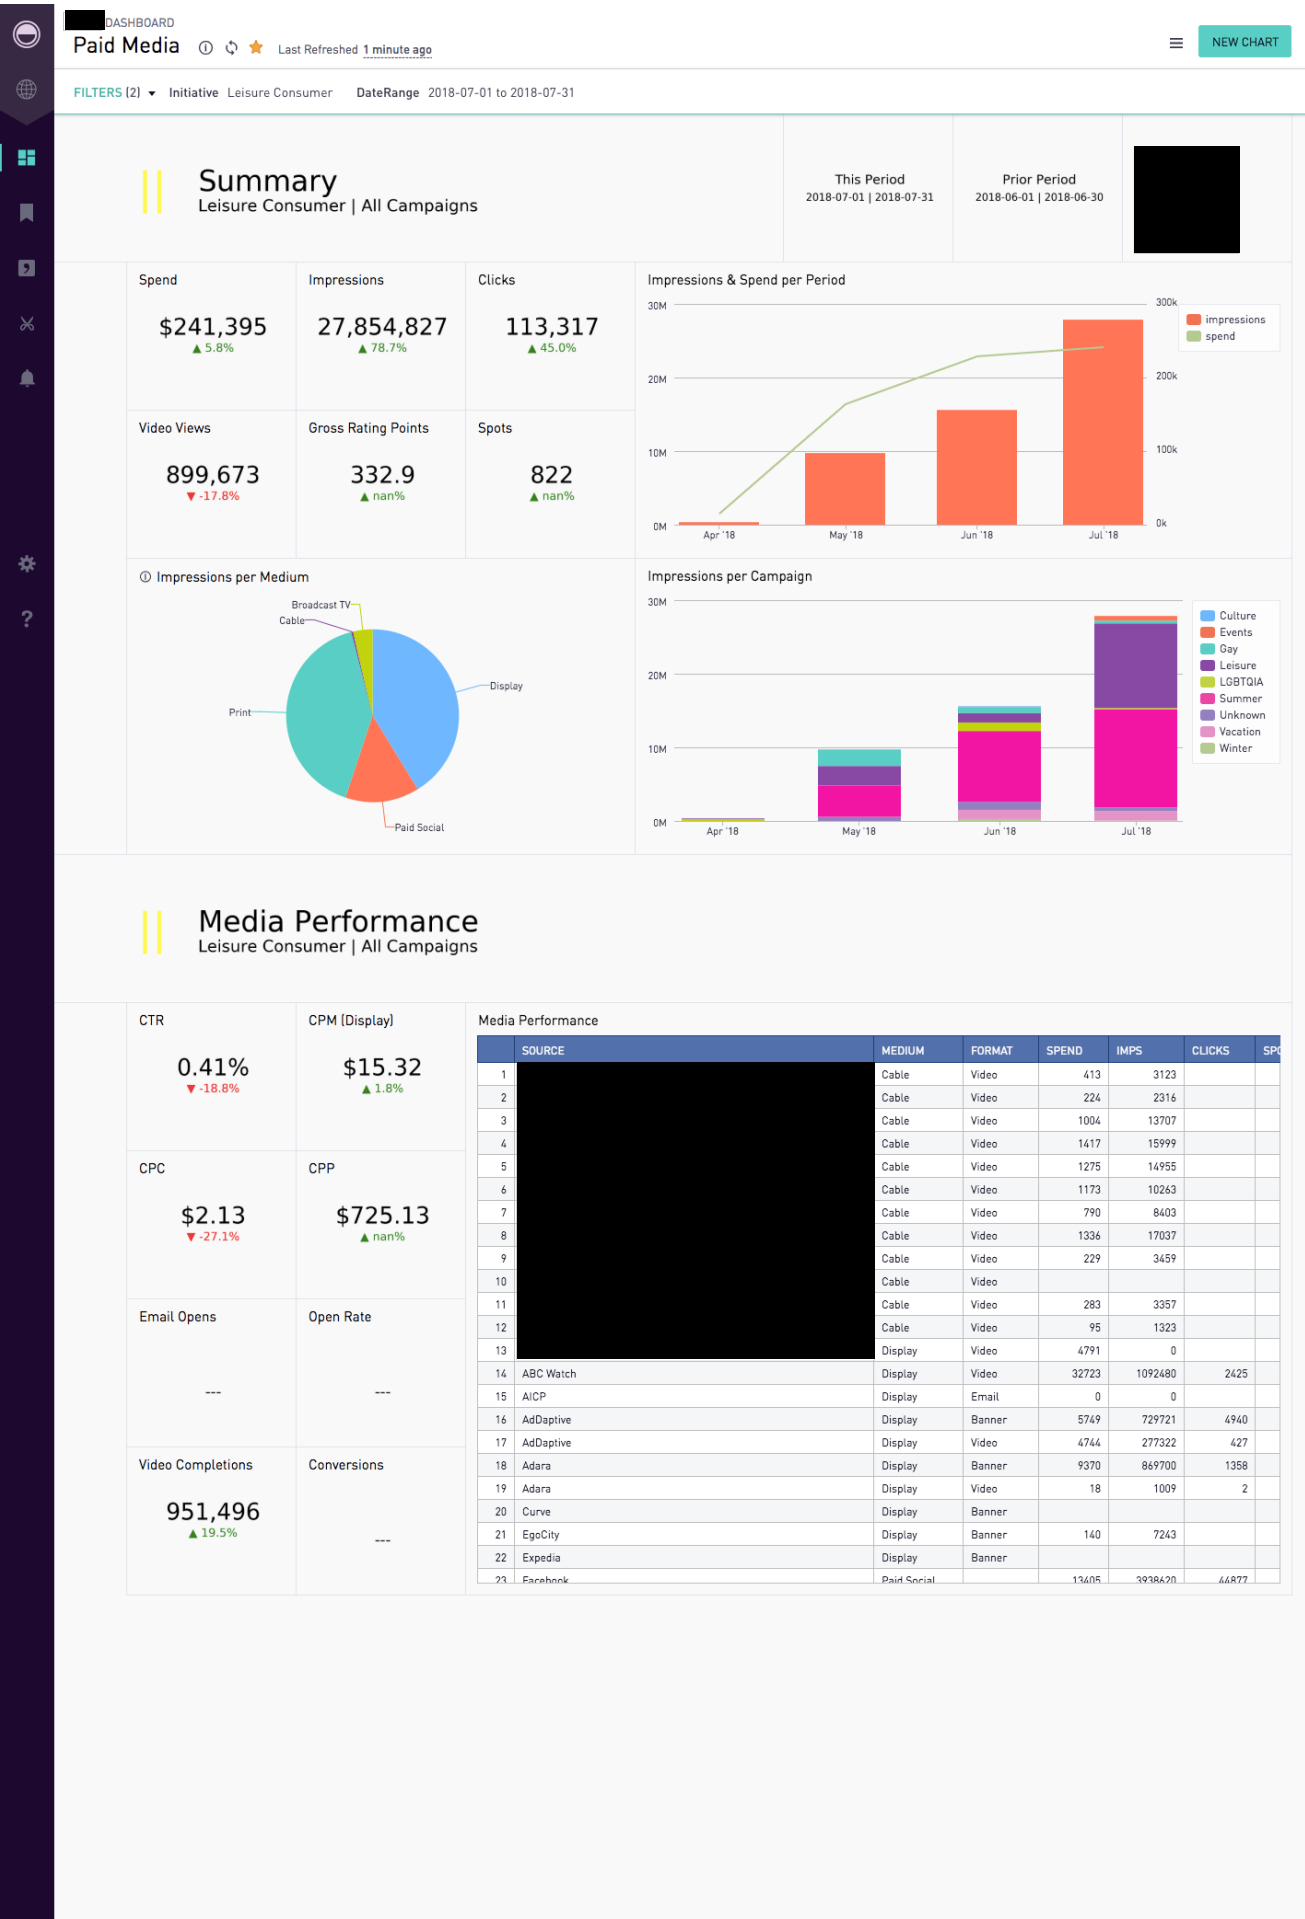 DASHBOARD
Paid Media
Last Refreshed 1 minute ago
NEW CHART
FILTERS (2) Initiative Leisure Consumer DateRange 2018-07-01 to 2018-07-31
Summary
Leisure Consumer | All Campaigns
This Period
2018-07-01 | 2018-07-31
Prior Period
2018-06-01 | 2018-06-30
Spend
$241,395
▲ 5.8%
Impressions
27,854,827
▲ 78.7%
Clicks
113,317
▲ 45.0%
Video Views
899,673
▼ -17.8%
Gross Rating Points
332.9
▲ nan%
Spots
822
▲ nan%
Impressions & Spend per Period
30M
20M
10M
0M
300k
200k
100k
0k
Apr '18 May '18 Jun '18 Jul '18
impressions
spend
Impressions per Medium
Broadcast TV
Cable
Display
Print
Paid Social
Impressions per Campaign
30M
20M
10M
0M
Apr '18 May '18 Jun '18 Jul '18
Culture
Events
Gay
Leisure
LGBTQIA
Summer
Unknown
Vacation
Winter
Media Performance
Leisure Consumer | All Campaigns
CTR
0.41%
▼ -18.8%
CPM (Display)
$15.32
▲ 1.8%
CPC
$2.13
▼ -27.1%
CPP
$725.13
▲ nan%
Email Opens
---
Open Rate
---
Video Completions
951,496
▲ 19.5%
Conversions
---
Media Performance
SOURCE MEDIUM FORMAT SPEND IMPS CLICKS SPO
1 Cable Video 413 3123
2 Cable Video 224 2316
3 Cable Video 1004 13707
4 Cable Video 1417 15999
5 Cable Video 1275 14955
6 Cable Video 1173 10263
7 Cable Video 790 8403
8 Cable Video 1336 17037
9 Cable Video 229 3459
10 Cable Video
11 Cable Video 283 3357
12 Cable Video 95 1323
13 Display 4791 0
14 ABC Watch Display Video 32723 1092480 2425
15 AICP Display Email 0 0
16 AdDaptive Display Banner 5749 729721 4940
17 AdDaptive Display Video 4744 277322 427
18 Adara Display Banner 9370 869700 1358
19 Adara Display Video 18 1009 2
20 Curve Display Banner
21 EgoCity Display Banner 140 7243
22 Expedia Display Banner
23 Facebook Paid Social 13405 3938620 44877